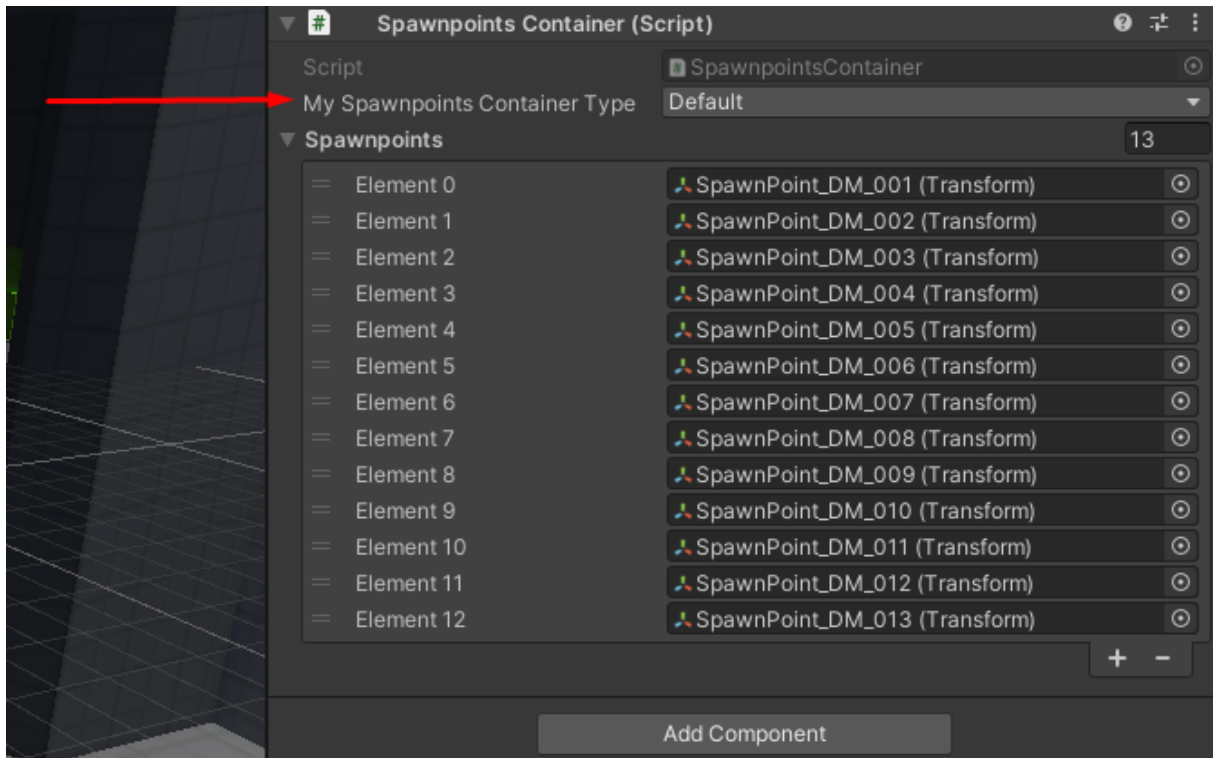 Spawnpoints Container (Script)
Script SpawnpointsContainer
My Spawnpoints Container Type Default
Spawnpoints 13
Element 0 SpawnPoint_DM_001 (Transform)
Element 1 SpawnPoint_DM_002 (Transform)
Element 2 SpawnPoint_DM_003 (Transform)
Element 3 SpawnPoint_DM_004 (Transform)
Element 4 SpawnPoint_DM_005 (Transform)
Element 5 SpawnPoint_DM_006 (Transform)
Element 6 SpawnPoint_DM_007 (Transform)
Element 7 SpawnPoint_DM_008 (Transform)
Element 8 SpawnPoint_DM_009 (Transform)
Element 9 SpawnPoint_DM_010 (Transform)
Element 10 SpawnPoint_DM_011 (Transform)
Element 11 SpawnPoint_DM_012 (Transform)
Element 12 SpawnPoint_DM_013 (Transform)
Add Component